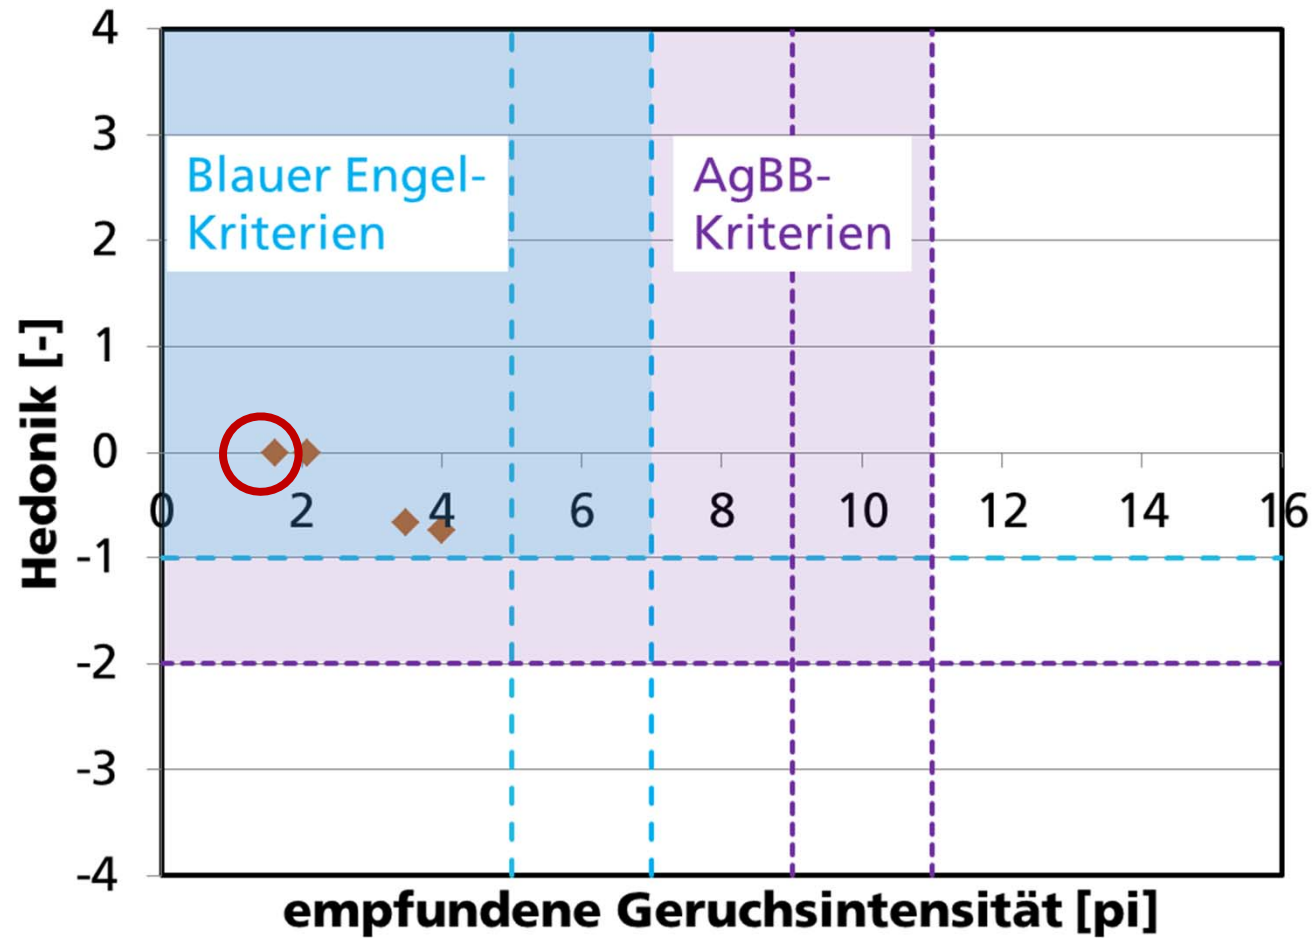 4
3
Blauer Engel-
Kriterien
AgBB-
Kriterien
2
1
0
0 2 4 6 8 10 12 14 16
-1
-2
-3
-4
Hedonik [-]
empfundene Geruchsintensität [pi]